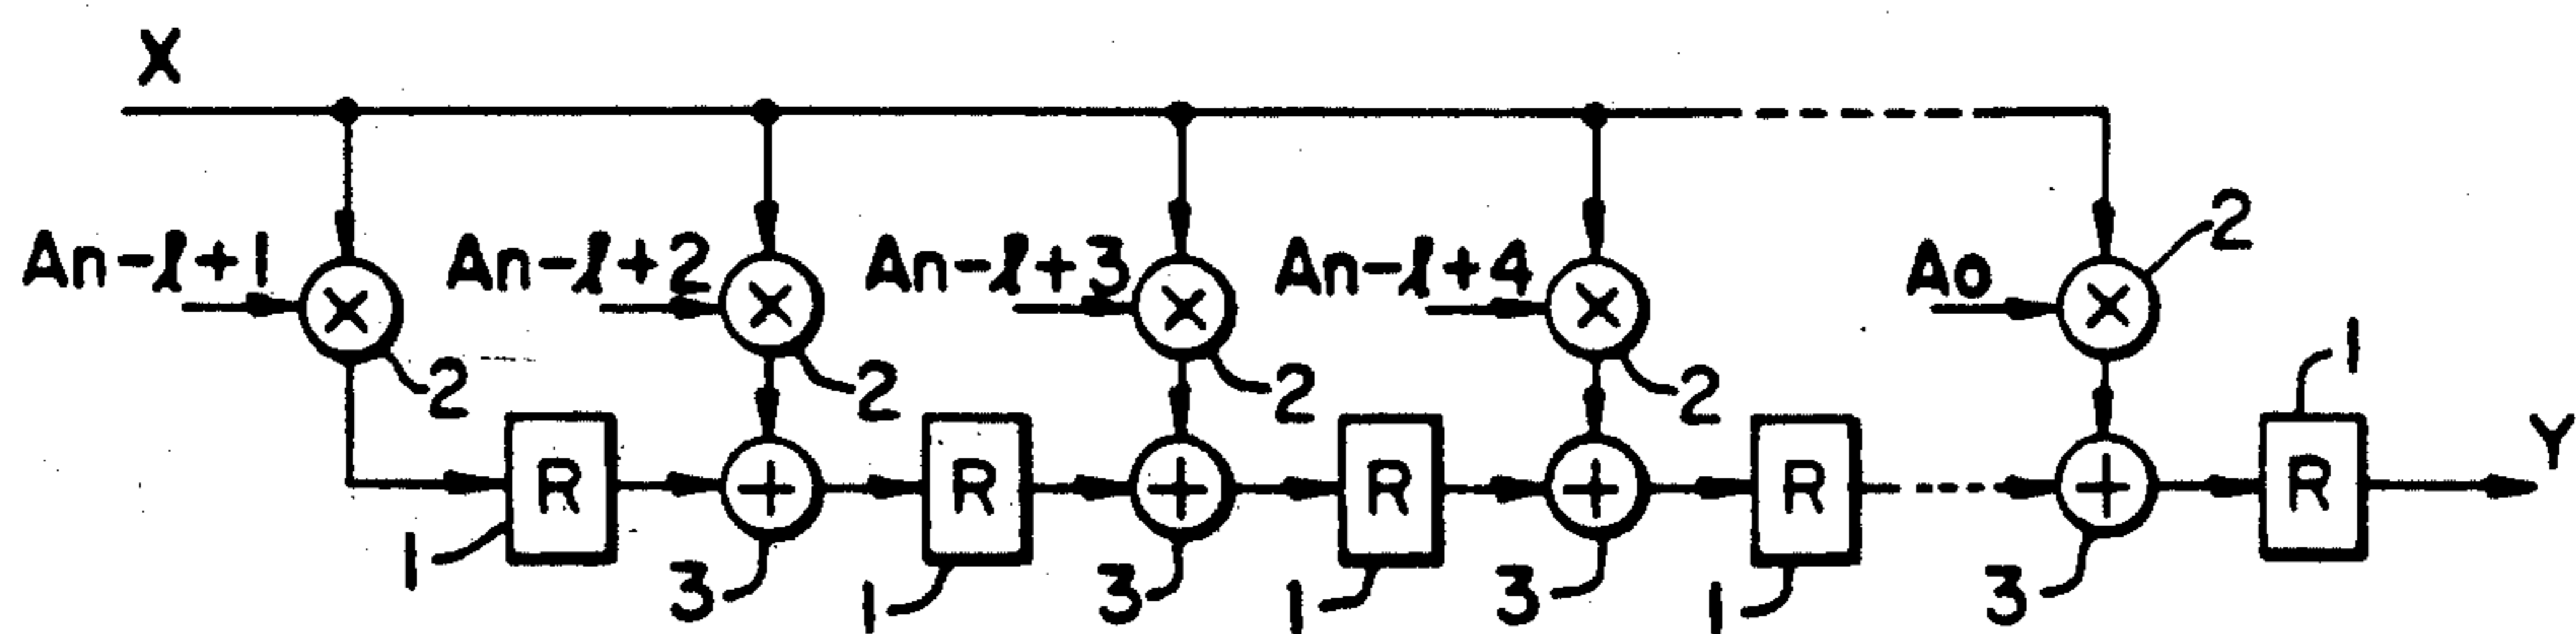 X
An-l+1
An-l+2
An-l+3
An-l+4
Ao
2
×
×
×
×
×
2
2
2
2
1
Y
R
+
R
+
R
+
R
+
R
1
3
1
3
1
3
1
3